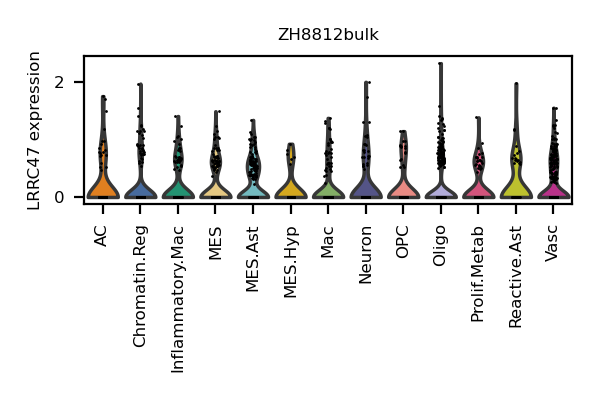 ZH8812bulk
LRRC47 expression
2
0
AC
Chromatin.Reg
Inflammatory.Mac
MES
MES.Ast
MES.Hyp
Mac
Neuron
OPC
Oligo
Prolif.Metab
Reactive.Ast
Vasc